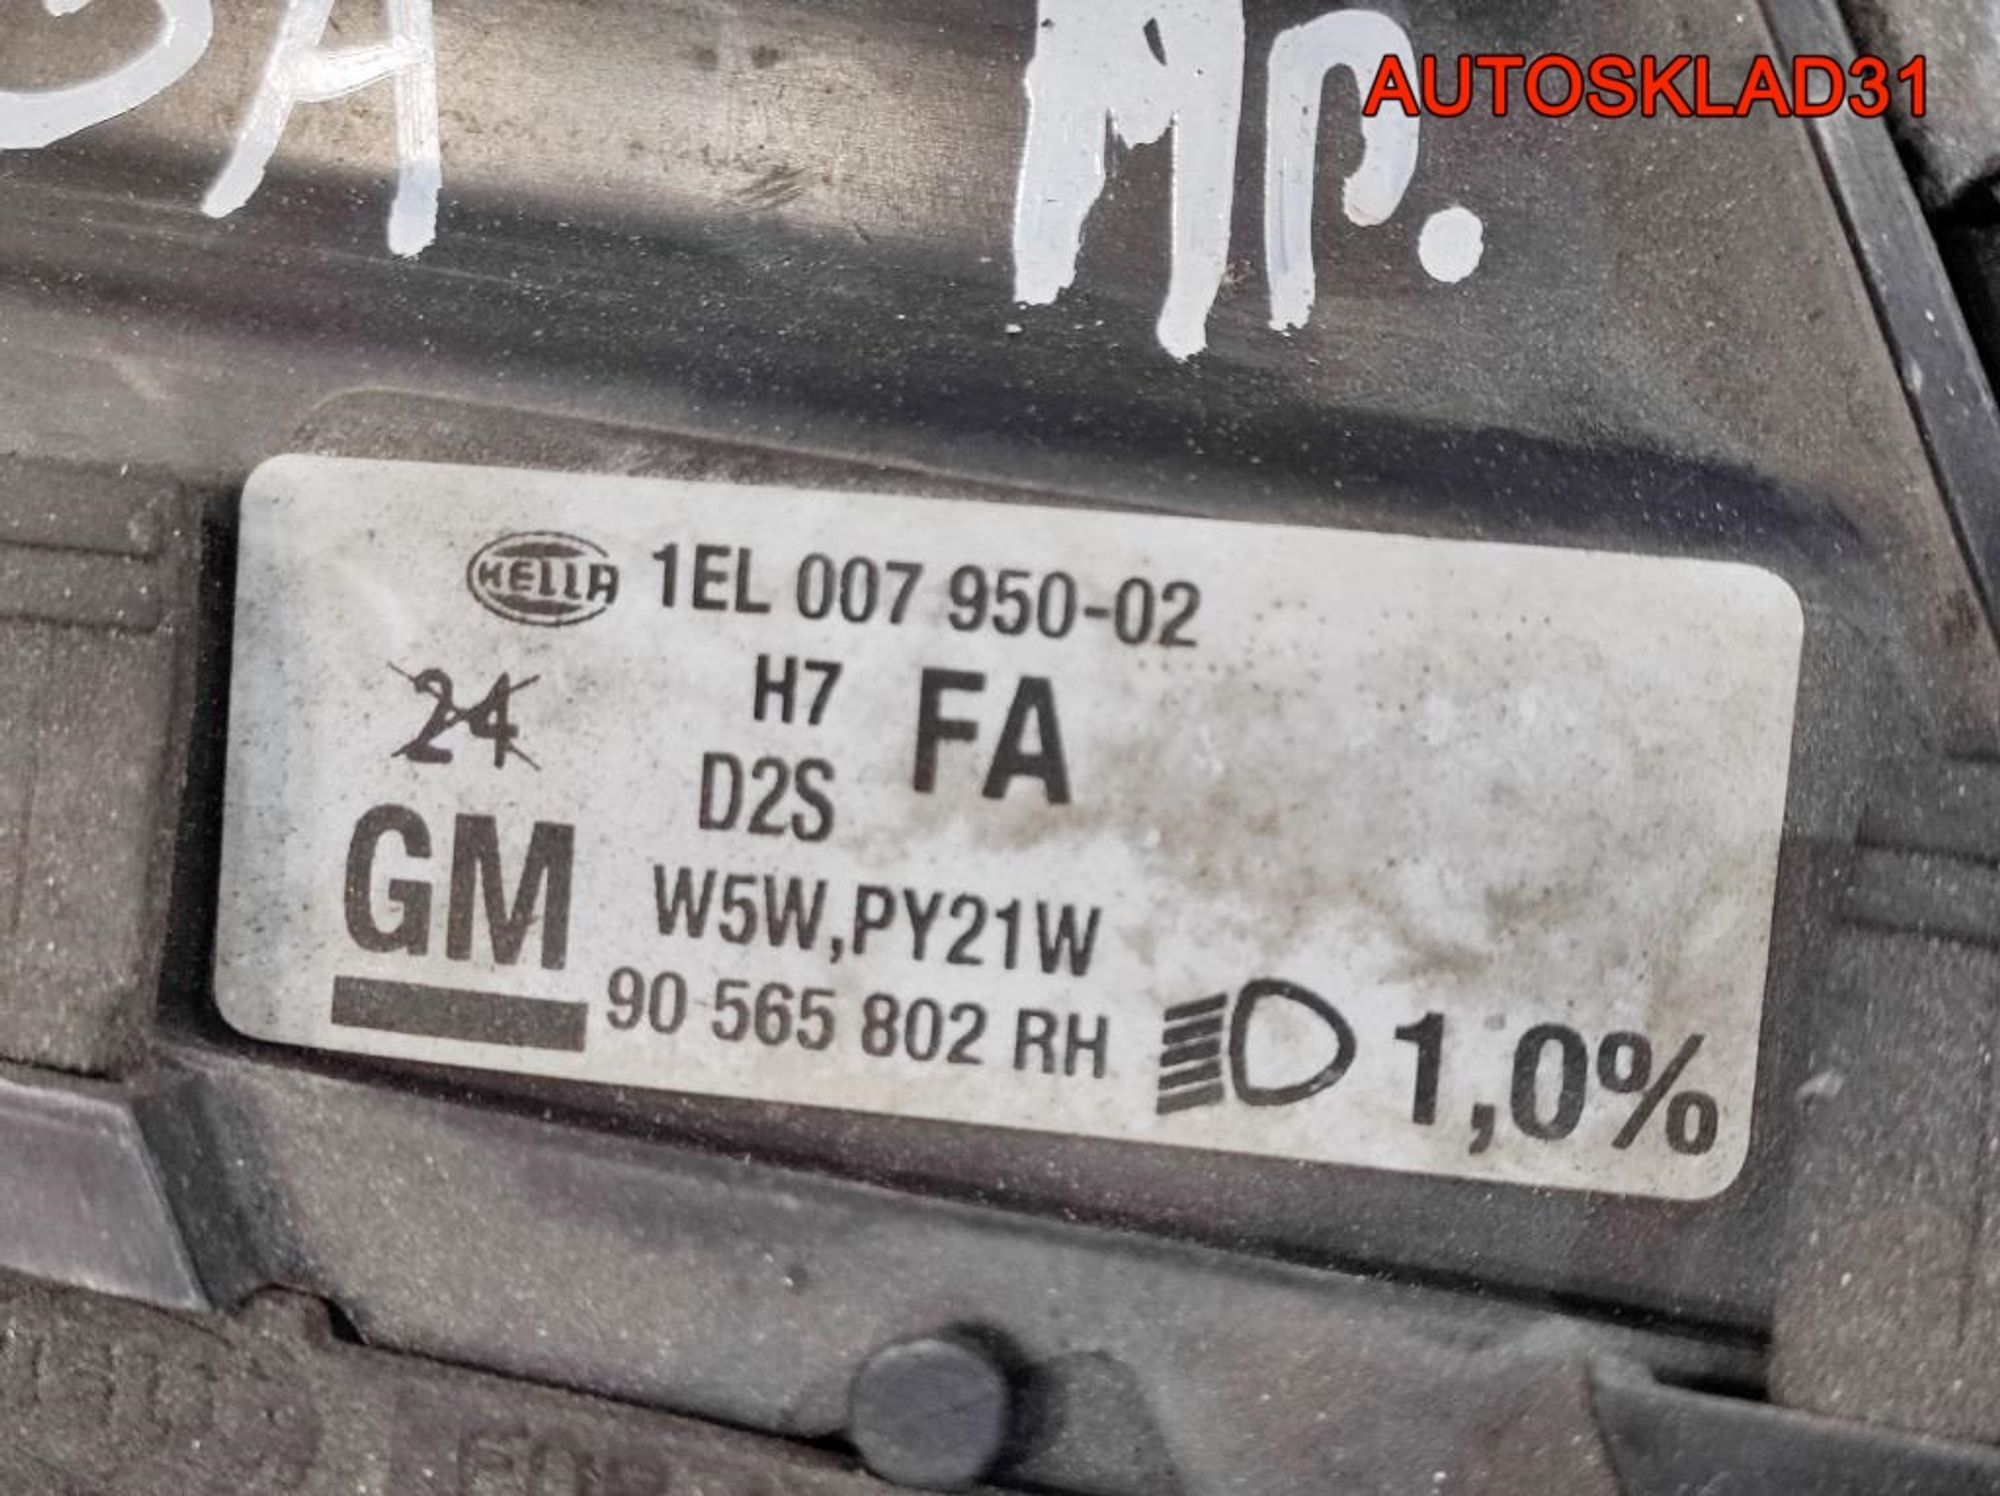 AUTOSKLAD31
HELLA 1EL 007 950-02
H7 FA
24
D2S
GM
W5W,PY21W
90 565 802 RH
1,0%